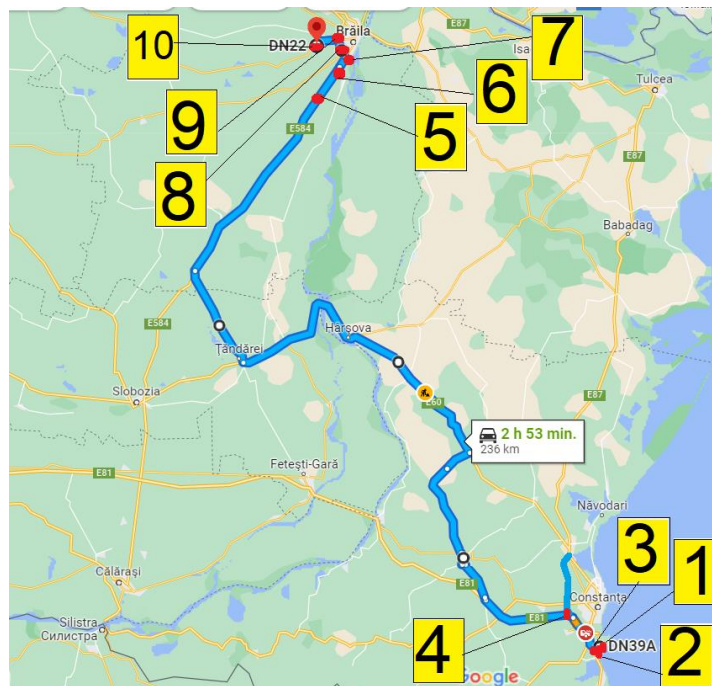 E87
Brăila
10
DN22
Isa
7
Tulcea
9
6
E584
5
E87
8
Babadag
Hârșova
E584
Țăndărei
Slobozia
E60
E87
2 h 53 min.
236 km
E81
Fetești-Gară
Năvodari
3
1
Călărași
Constanța
E81
E81
4
DN39A
Silistra
Силистра
2
Google